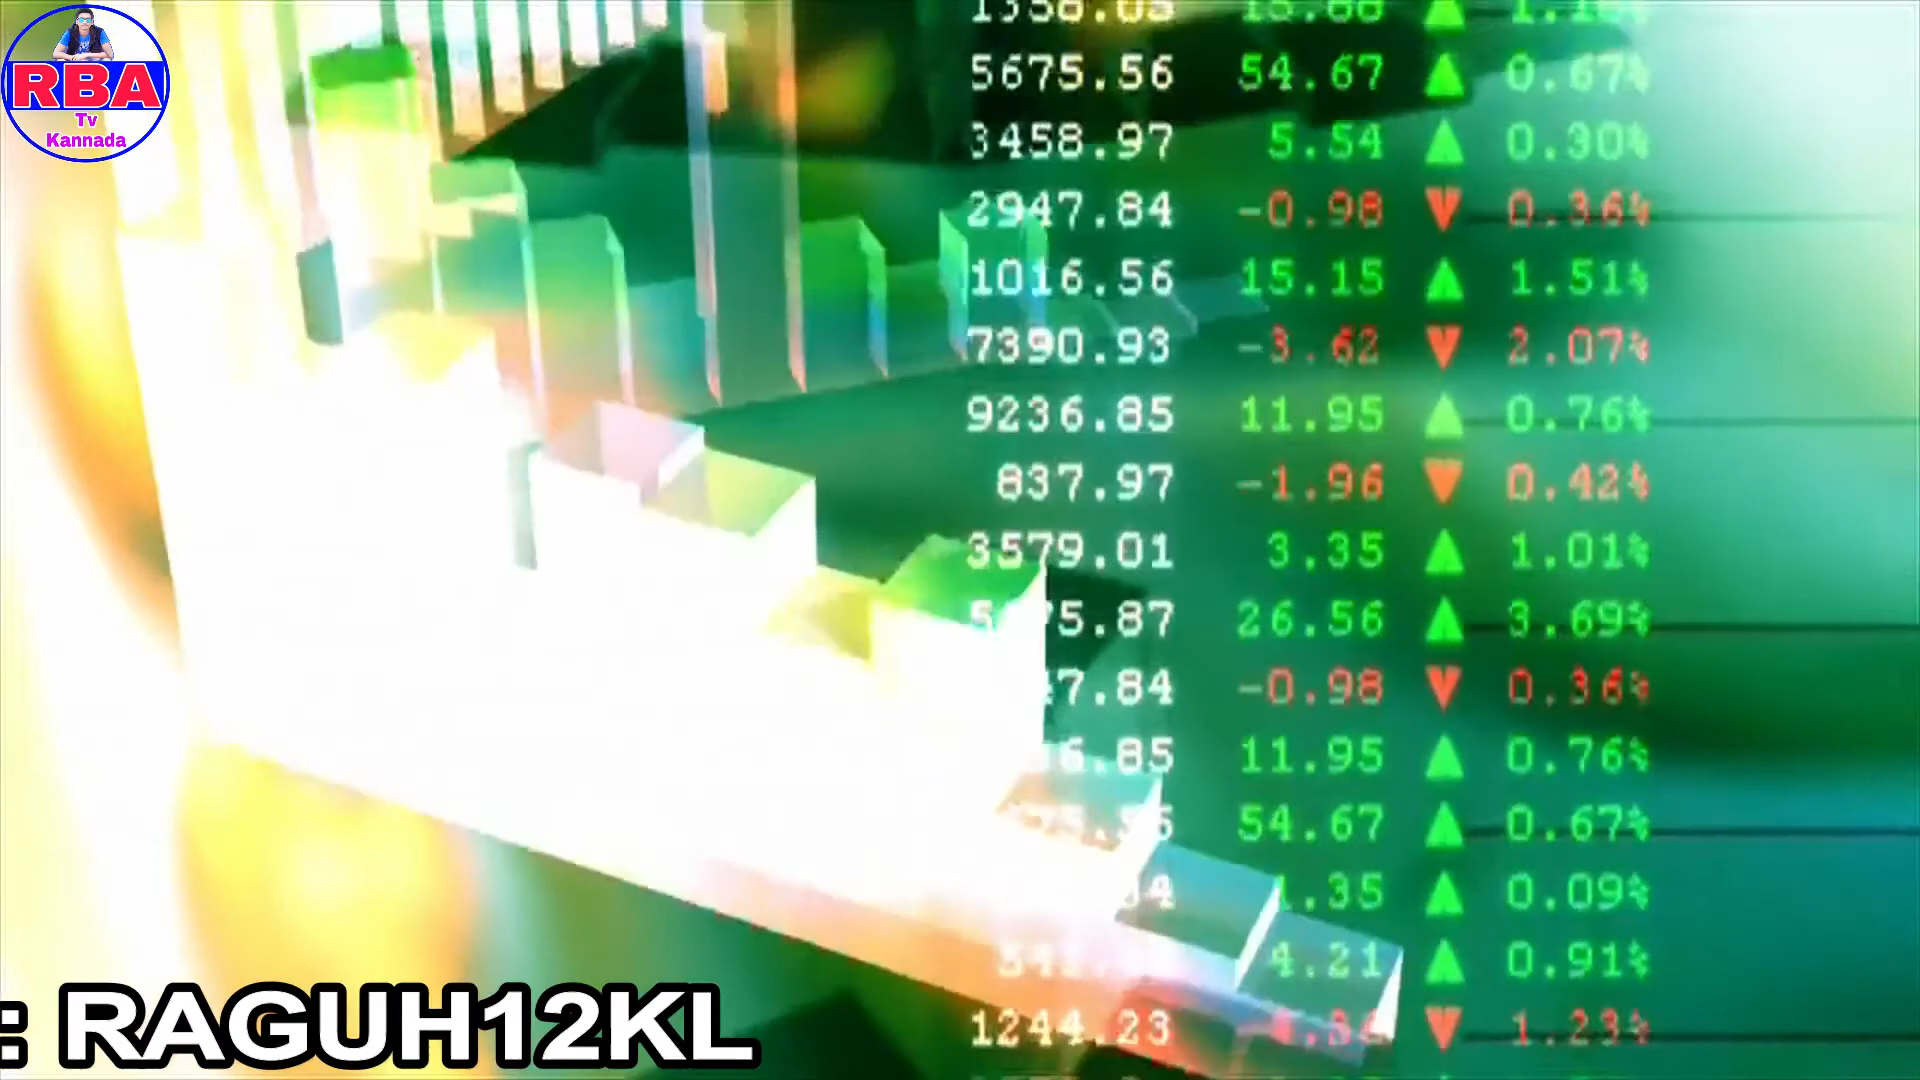 RBA
Tv
Kannada
5675.56 54.67 ▲ 0.67%
3458.97 5.54 ▲ 0.30%
2947.84 -0.98 ▼ 0.36%
1016.56 15.15 ▲ 1.51%
7390.93 -3.62 ▼ 2.07%
9236.85 11.95 ▲ 0.76%
837.97 -1.96 ▼ 0.42%
3579.01 3.35 ▲ 1.01%
26.56 ▲ 3.69%
-0.98 ▼ 0.36%
11.95 ▲ 0.76%
54.67 ▲ 0.67%
▲ 0.09%
4.21 ▲ 0.91%
1244.23 ▼ 1.23%
: RAGUH12KL